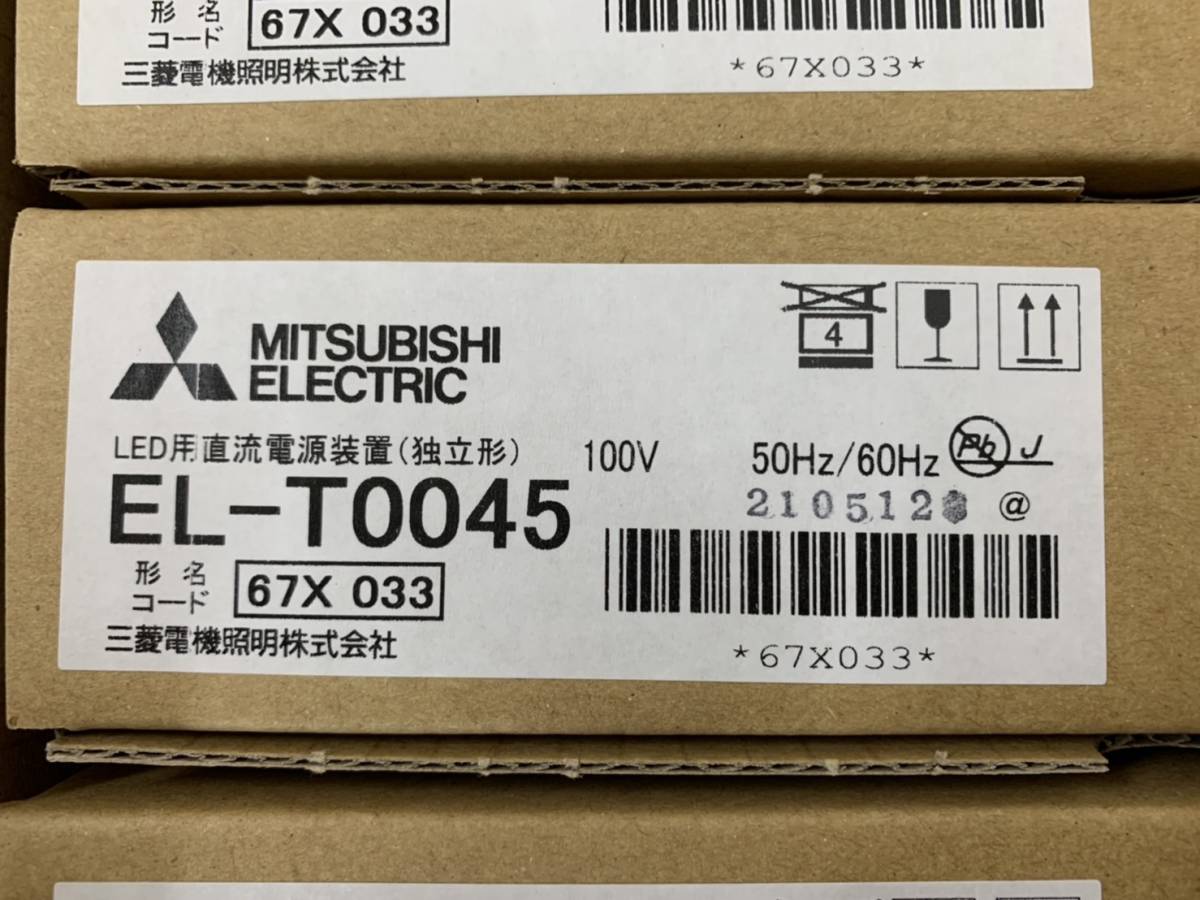 形名
コード
67X 033
三菱電機照明株式会社
*67X033*
4
MITSUBISHI
ELECTRIC
LED用直流電源装置(独立形) 100V 50Hz/60Hz Pb J
EL-T0045
210512 @
形名
コード
67X 033
三菱電機照明株式会社
*67X033*